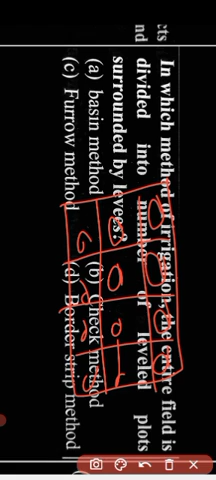 In which method of irrigation, the entire field is
divided into number of leveled plots
surrounded by levees?
(a) basin method (b) Check method
(c) Furrow method (d) Border strip method